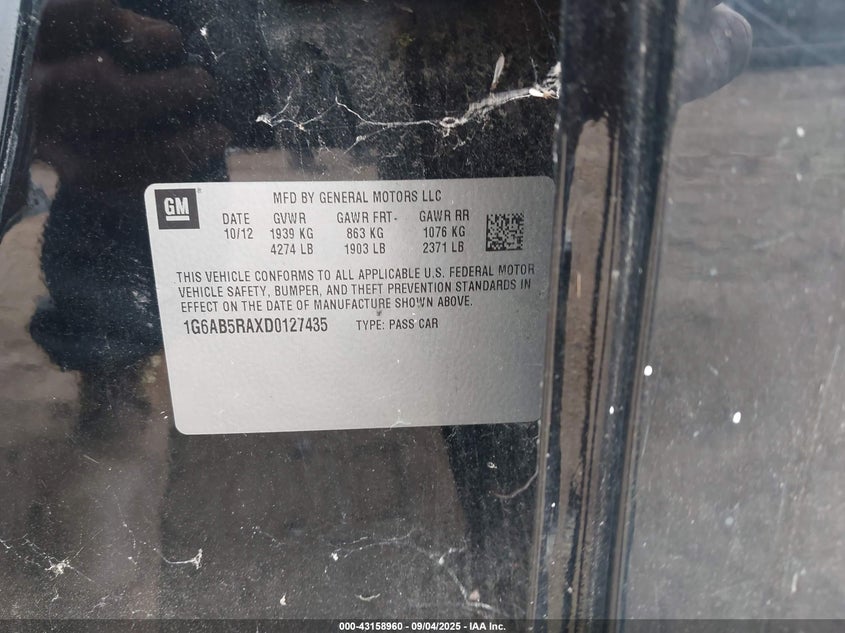 GM
MFD BY GENERAL MOTORS LLC
DATE GVWR GAWR FRT- GAWR RR
10/12 1939 KG 863 KG 1076 KG
4274 LB 1903 LB 2371 LB
THIS VEHICLE CONFORMS TO ALL APPLICABLE U.S. FEDERAL MOTOR
VEHICLE SAFETY, BUMPER, AND THEFT PREVENTION STANDARDS IN
EFFECT ON THE DATE OF MANUFACTURE SHOWN ABOVE.
1G6AB5RAXD0127435 TYPE: PASS CAR
000-43158960 - 09/04/2025 - IAA Inc.